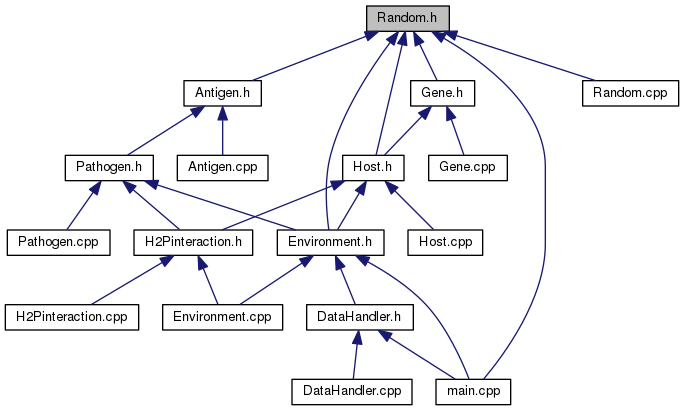 Random.h
Antigen.h
Gene.h
Random.cpp
Pathogen.h
Antigen.cpp
Host.h
Gene.cpp
Pathogen.cpp
H2Pinteraction.h
Environment.h
Host.cpp
H2Pinteraction.cpp
Environment.cpp
DataHandler.h
DataHandler.cpp
main.cpp